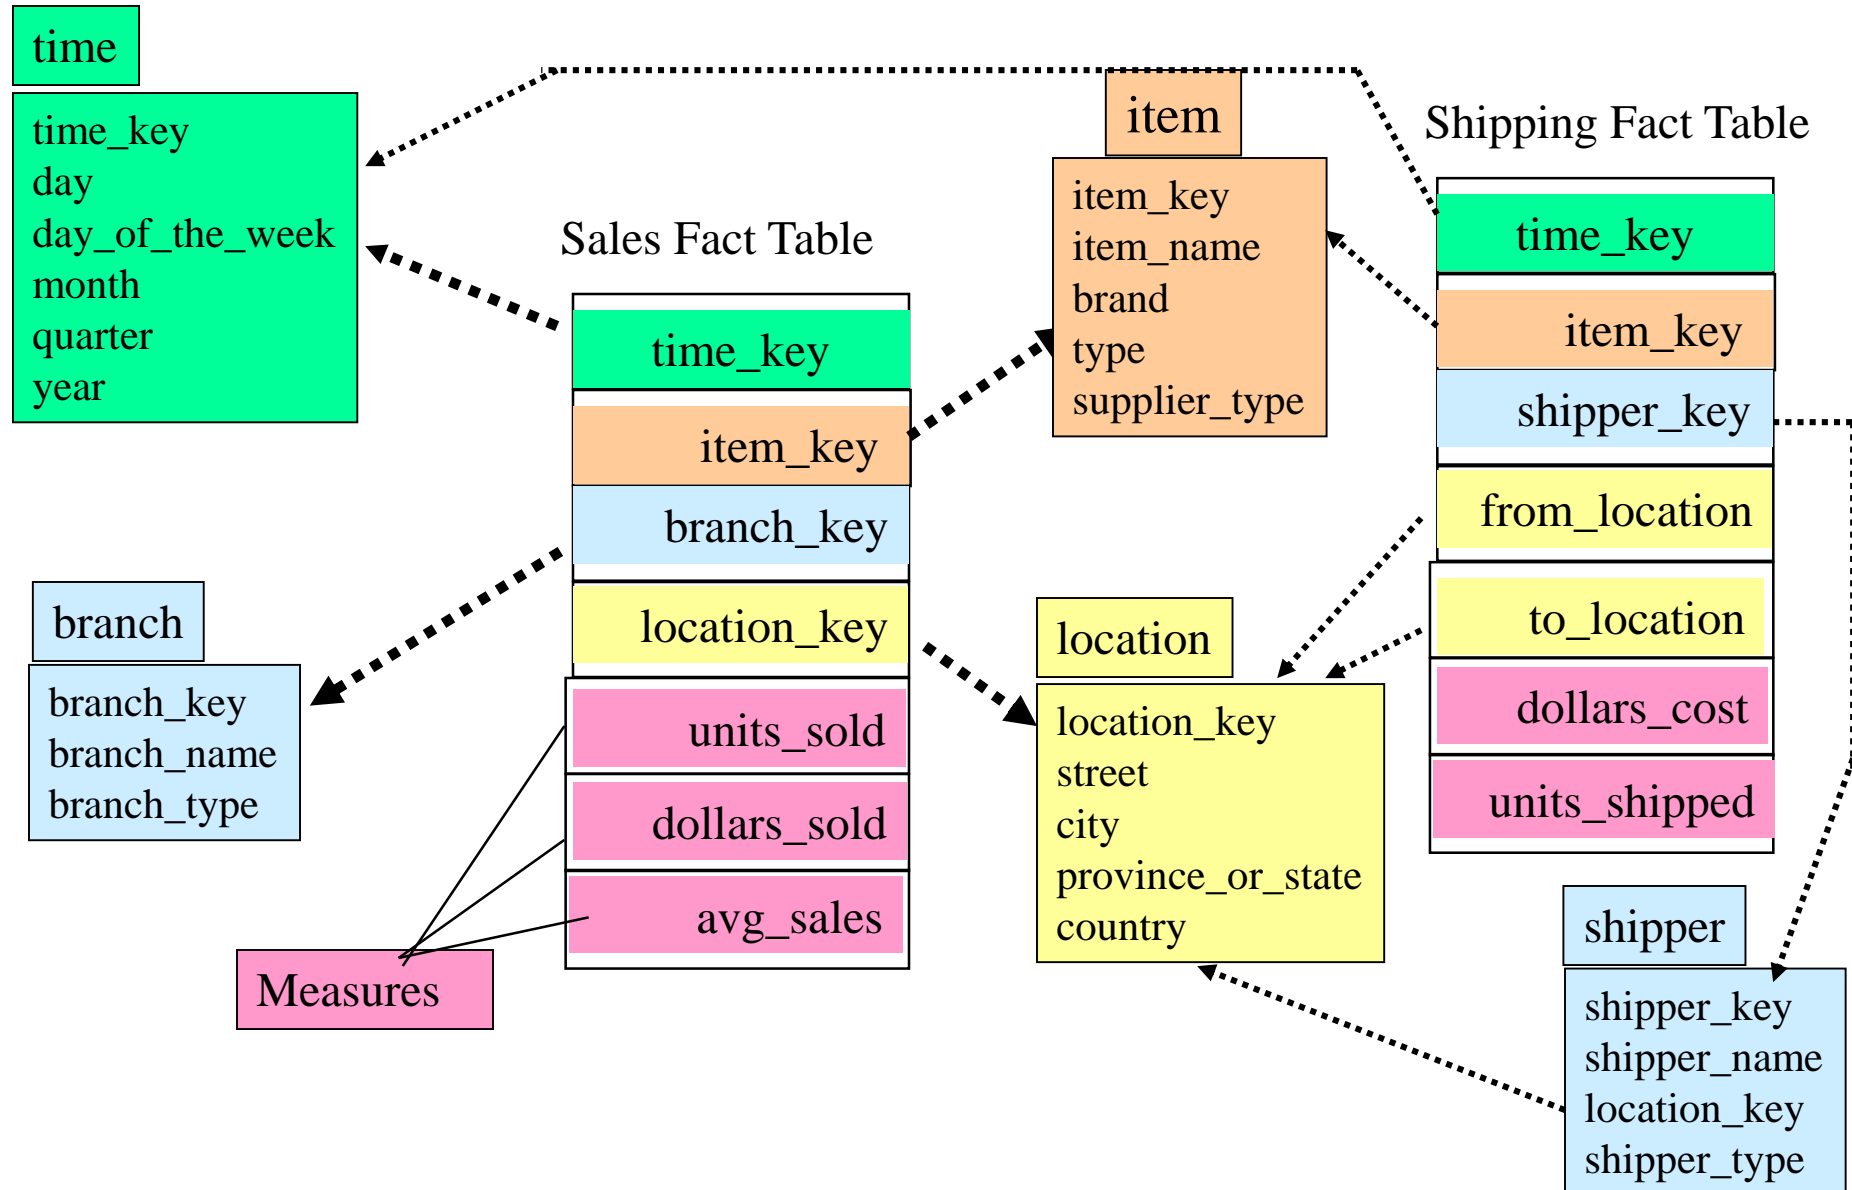 time
time_key
day
day_of_the_week
month
quarter
year
Sales Fact Table
time_key
item_key
branch_key
location_key
units_sold
dollars_sold
avg_sales
Measures
branch
branch_key
branch_name
branch_type
item
item_key
item_name
brand
type
supplier_type
location
location_key
street
city
province_or_state
country
Shipping Fact Table
time_key
item_key
shipper_key
from_location
to_location
dollars_cost
units_shipped
shipper
shipper_key
shipper_name
location_key
shipper_type